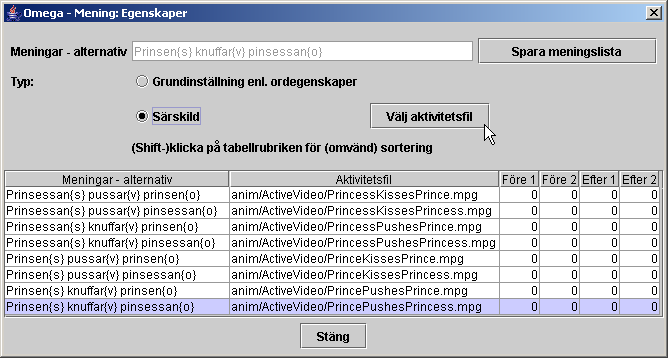 Omega - Mening: Egenskaper
Meningar - alternativ Prinsen{s} knuffar{v} pinsessan{o} Spara meningslista
Typ: Grundinställning enl. ordegenskaper
Särskild Välj aktivitetsfil
(Shift-)klicka på tabellrubriken för (omvänd) sortering
Meningar - alternativ Aktivitetsfil Före 1 Före 2 Efter 1 Efter 2
Prinsessan{s} pussar{v} prinsen{o} anim/ActiveVideo/PrincessKissesPrince.mpg 0 0 0 0
Prinsessan{s} pussar{v} pinsessan{o} anim/ActiveVideo/PrincessKissesPrincess.mpg 0 0 0 0
Prinsessan{s} knuffar{v} prinsen{o} anim/ActiveVideo/PrincessPushesPrince.mpg 0 0 0 0
Prinsessan{s} knuffar{v} pinsessan{o} anim/ActiveVideo/PrincessPushesPrincess.mpg 0 0 0 0
Prinsen{s} pussar{v} prinsen{o} anim/ActiveVideo/PrinceKissesPrince.mpg 0 0 0 0
Prinsen{s} pussar{v} pinsessan{o} anim/ActiveVideo/PrinceKissesPrincess.mpg 0 0 0 0
Prinsen{s} knuffar{v} prinsen{o} anim/ActiveVideo/PrincePushesPrince.mpg 0 0 0 0
Prinsen{s} knuffar{v} pinsessan{o} anim/ActiveVideo/PrincePushesPrincess.mpg 0 0 0 0
Stäng